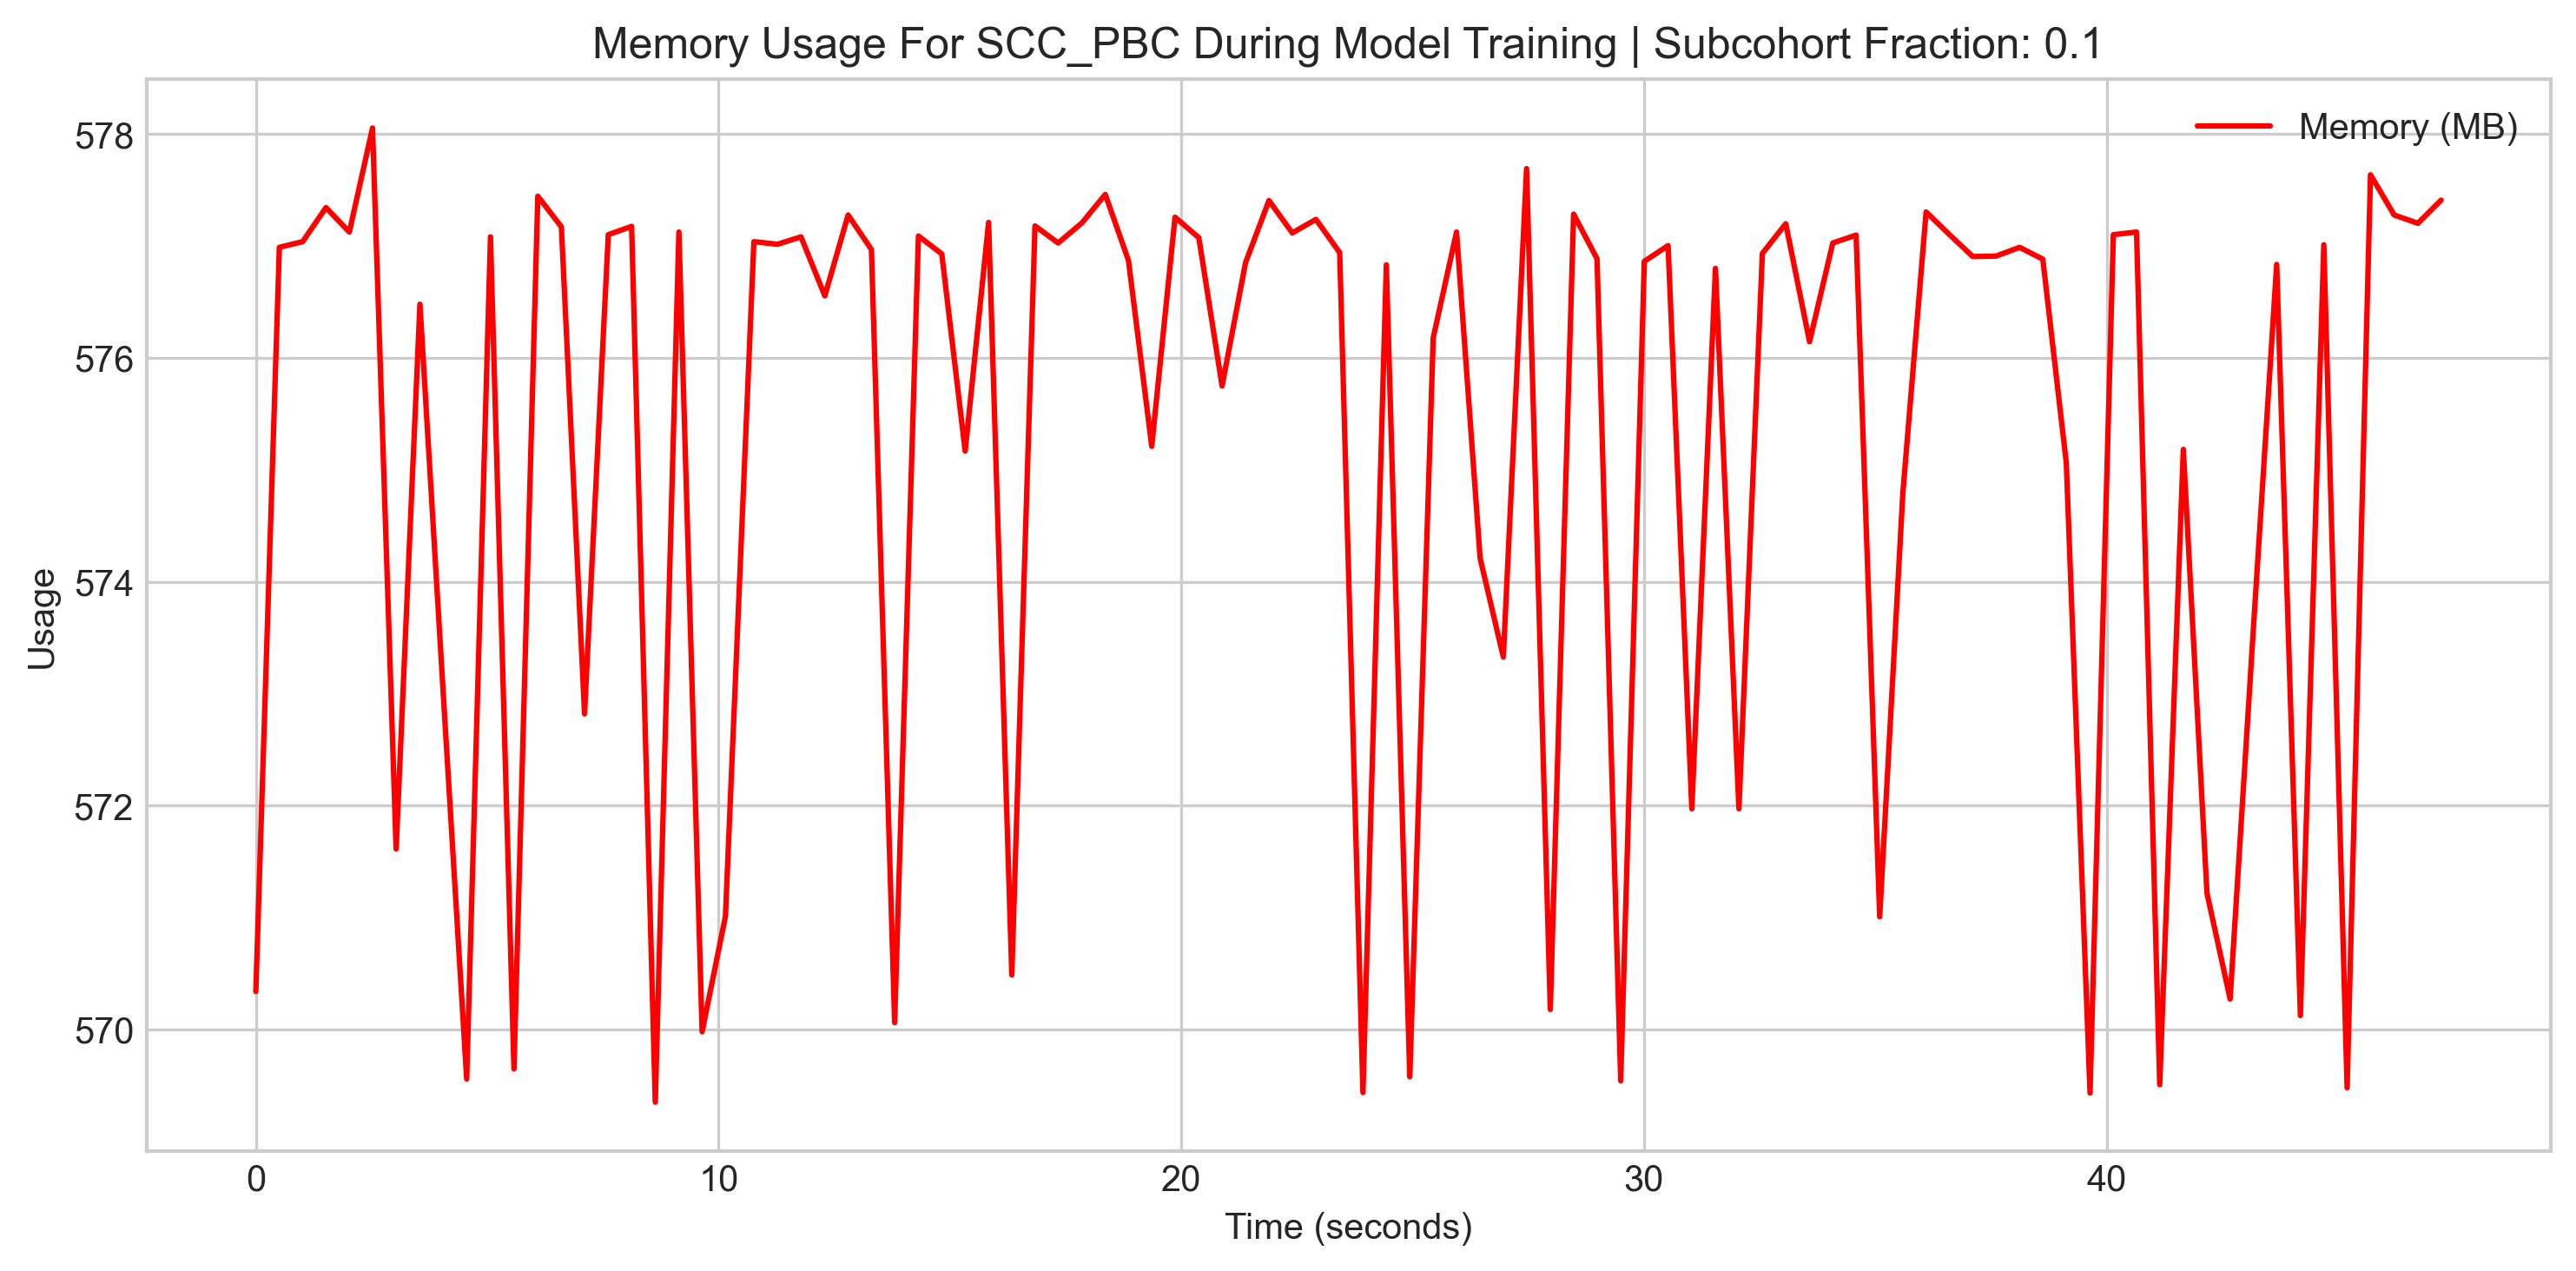 Memory Usage For SCC_PBC During Model Training | Subcohort Fraction: 0.1
Memory (MB)
578
576
574
572
570
Usage
0 10 20 30 40
Time (seconds)